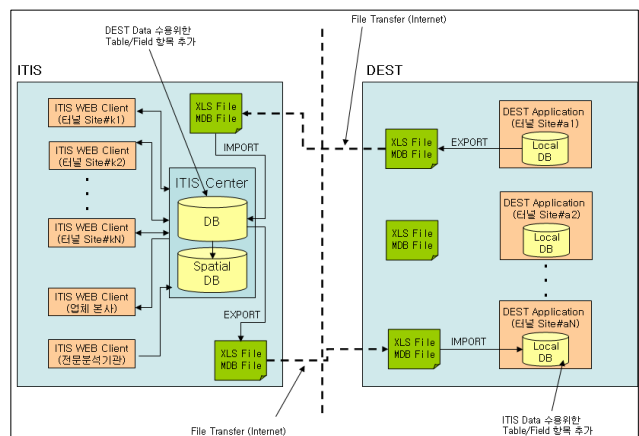 File Transfer (Internet)
DEST Data 수용위한
Table/Field 항목 추가
ITIS
DEST
ITIS WEB Client
(터널 Site#k1)
ITIS WEB Client
(터널 Site#k2)
ITIS WEB Client
(터널 Site#kN)
ITIS WEB Client
(업체 본사)
ITIS WEB Client
(전문분석기관)
XLS File
MDB File
IMPORT
ITIS Center
DB
Spatial
DB
EXPORT
XLS File
MDB File
XLS File
MDB File
EXPORT
DEST Application
(터널 Site#a1)
Local
DB
XLS File
MDB File
DEST Application
(터널 Site#a2)
Local
DB
XLS File
MDB File
IMPORT
DEST Application
(터널 Site#aN)
Local
DB
File Transfer (Internet)
ITIS Data 수용위한
Table/Field 항목 추가